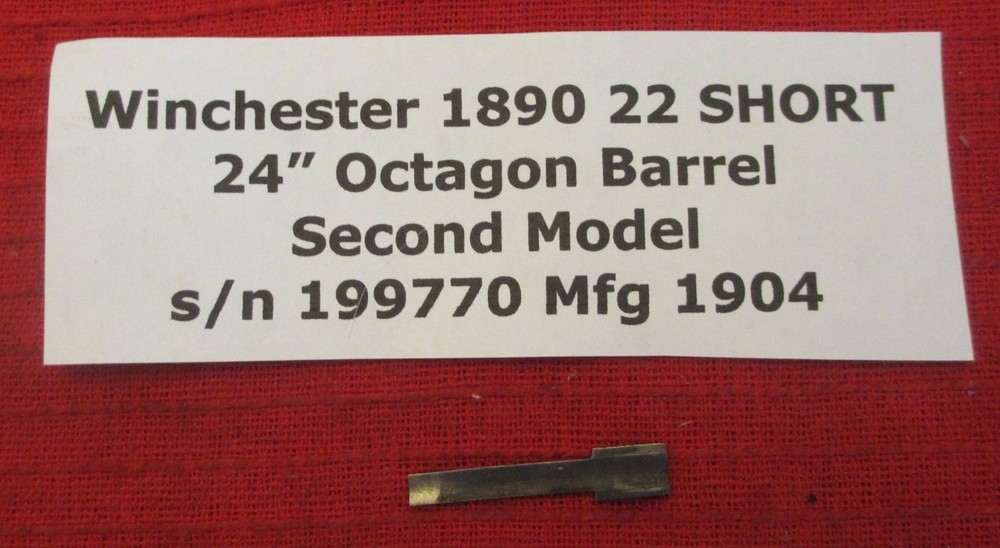 Winchester 1890 22 SHORT
24” Octagon Barrel
Second Model
s/n 199770 Mfg 1904